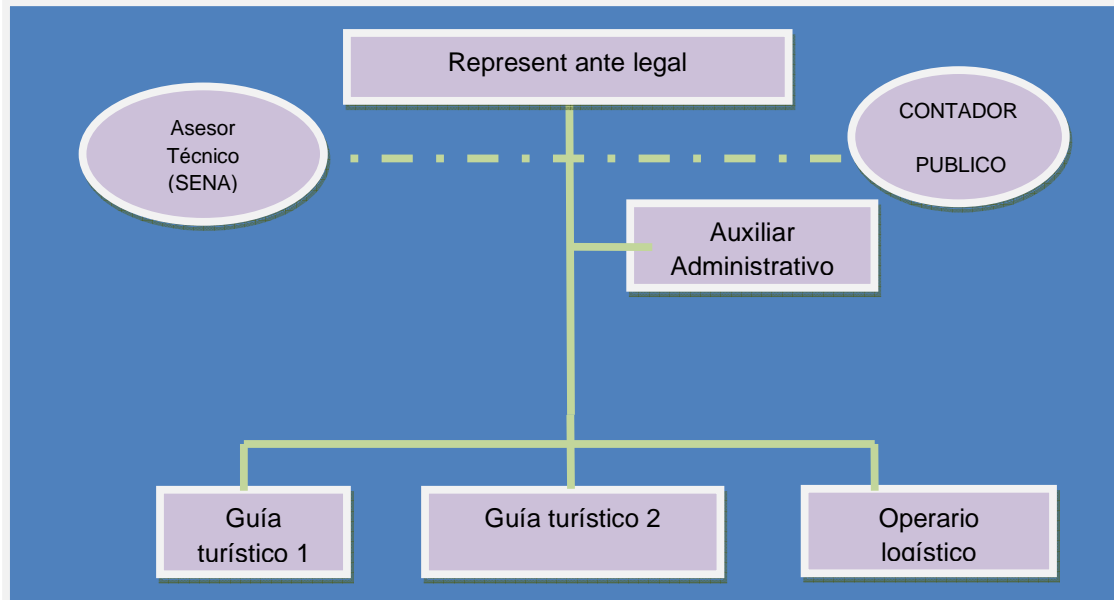 Represent ante legal
Asesor
Técnico
(SENA)
CONTADOR
PUBLICO
Auxiliar
Administrativo
Guía
turístico 1
Guía turístico 2
Operario
logístico